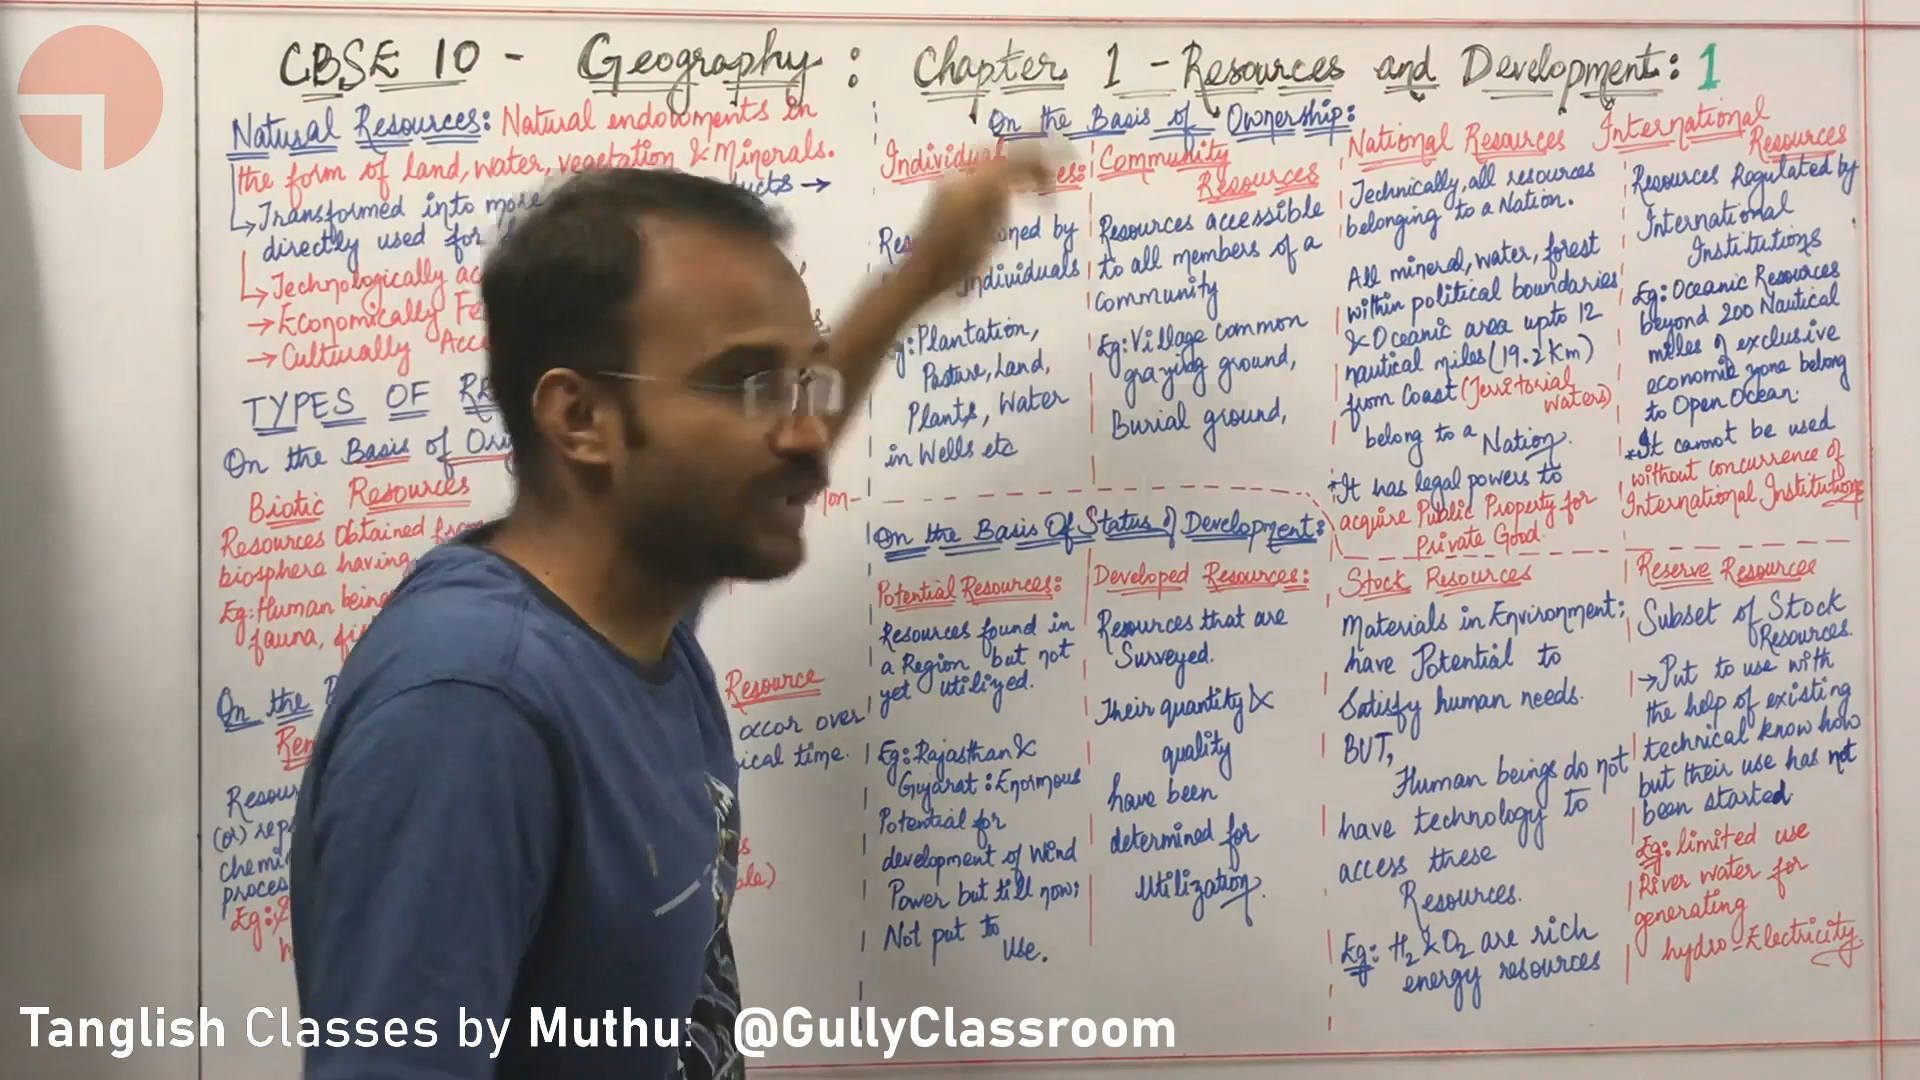 CBSE 10 - Geography : Chapter 1 - Resources and Development: 1
Natural Resources: Natural endowments in
the form of land, water, vegetation & Minerals.
Transformed into more
directly used for
Technologically
→ Economically
→ Culturally
TYPES OF
On the Basis of
Biotic Resources
Resources Obtained
biosphere having
Eg: Human
fauna,
On the
Resource
occor over
time.
(or)
Eg:
On the Basis of Ownership:
Individual
by
individuals
Plantation,
Pasture, Land,
Plants, Water
in Wells etc
Community
Resources
Resources accessible
to all members of a
Community
Eg: Village common
grazing ground,
Burial ground,
National Resources
Technically, all resources
belonging to a Nation.
All mineral, water, forest
within political boundaries
& Oceanic area upto 12
nautical miles (19.2 Km)
from Coast (Territorial
waters)
belong to a Nation.
*It has legal powers to
acquire Public Property for
Private Good.
International
Resources
Resources Regulated by
International
Institutions
Eg: Oceanic Resources
beyond 200 Nautical
miles of exclusive
economic zone belong
to Open Ocean.
*It cannot be used
without concurrence of
International Institutions
On the Basis Of Status of Development:
Potential Resources:
Resources found in
a Region but not
yet utilized.
Eg: Rajasthan &
Gujarat: Enormous
Potential for
development of Wind
Power but till now;
Not put to
Use.
Developed Resources:
Resources that are
Surveyed.
Their quantity &
quality
have been
determined for
Utilization.
Stock Resources
Materials in Environment;
have Potential to
Satisfy human needs.
BUT,
Human beings do not
have technology to
access these
Resources.
Eg: H₂ & O₂ are rich
energy resources
Reserve Resources
Subset of Stock
Resources.
→Put to use with
the help of existing
technical know how
but their use has not
been started.
Eg: limited use
River water for
generating
hydro-Electricity.
Tanglish Classes by Muthu: @GullyClassroom